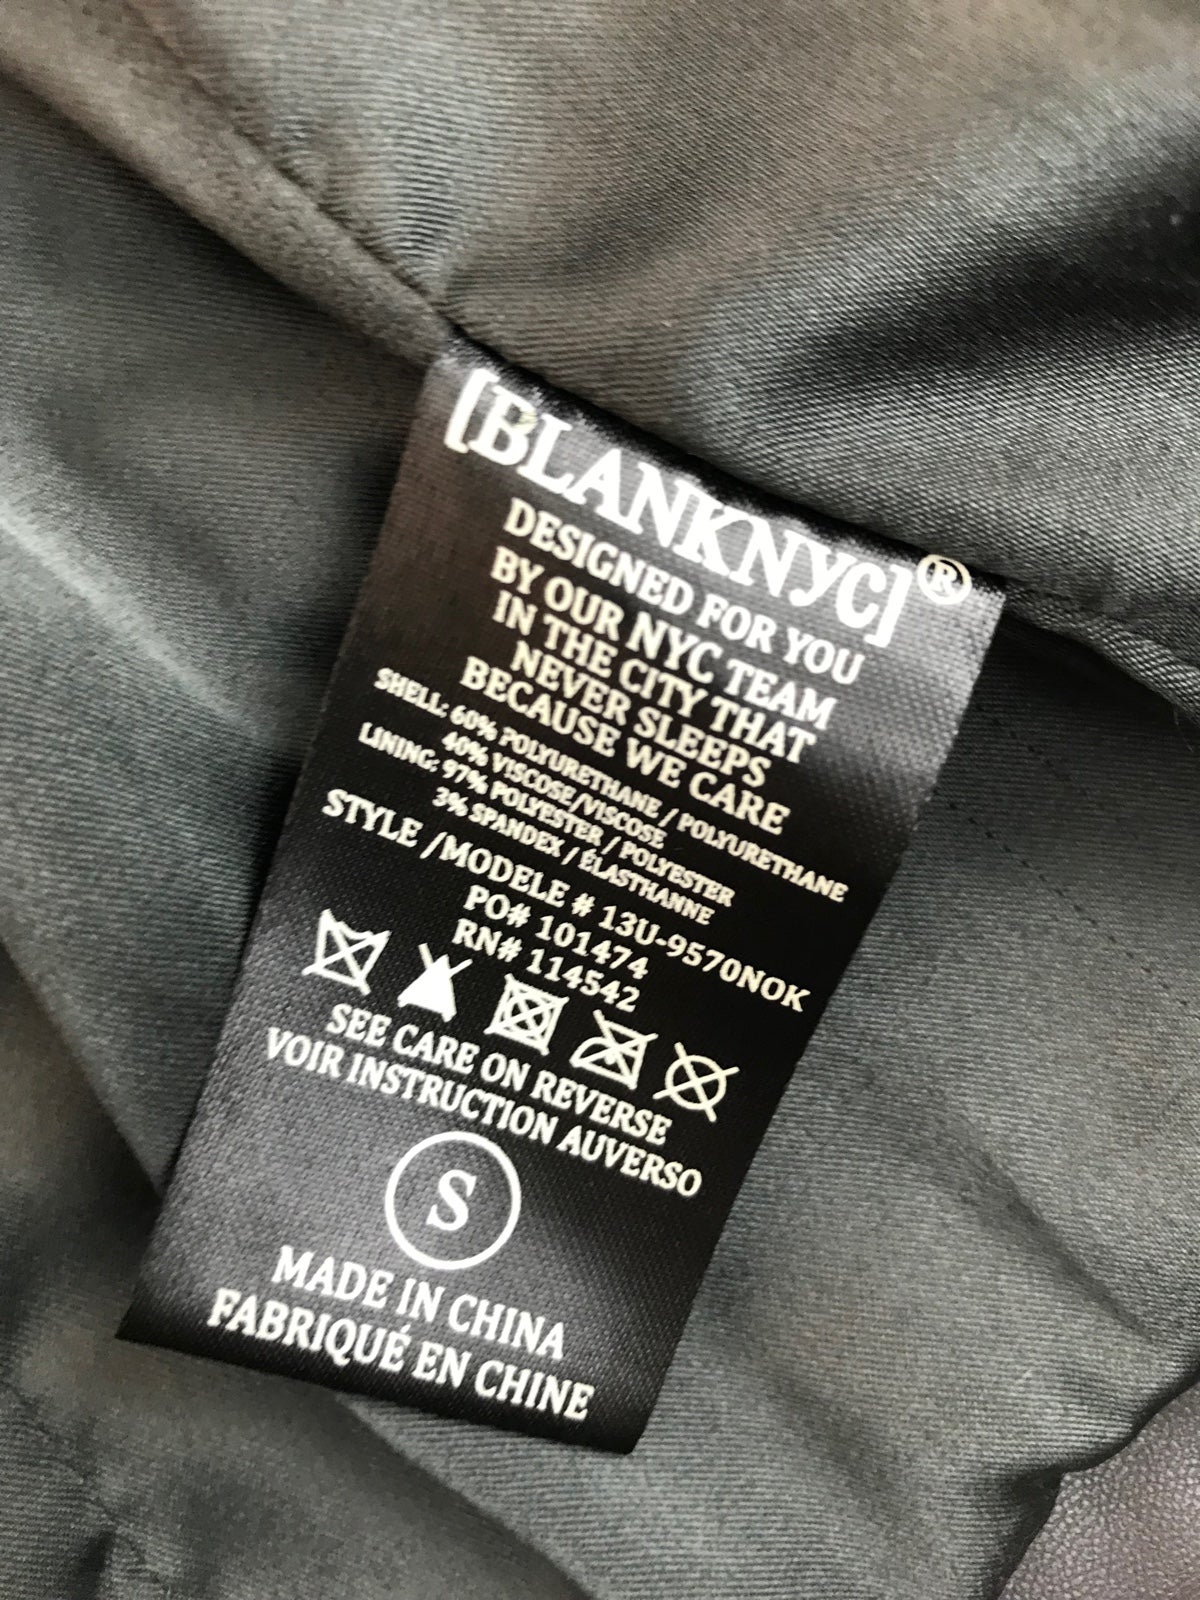 [BLANKNYC]®
DESIGNED FOR YOU
BY OUR NYC TEAM
IN THE CITY THAT
NEVER SLEEPS
BECAUSE WE CARE
SHELL: 60% POLYURETHANE / POLYURETHANE
40% VISCOSE/VISCOSE
LINING: 97% POLYESTER / POLYESTER
3% SPANDEX / ÉLASTHANNE
STYLE /MODELE # 13U-9570NOK
PO# 101474
RN# 114542
SEE CARE ON REVERSE
VOIR INSTRUCTION AUVERSO
S
MADE IN CHINA
FABRIQUÉ EN CHINE